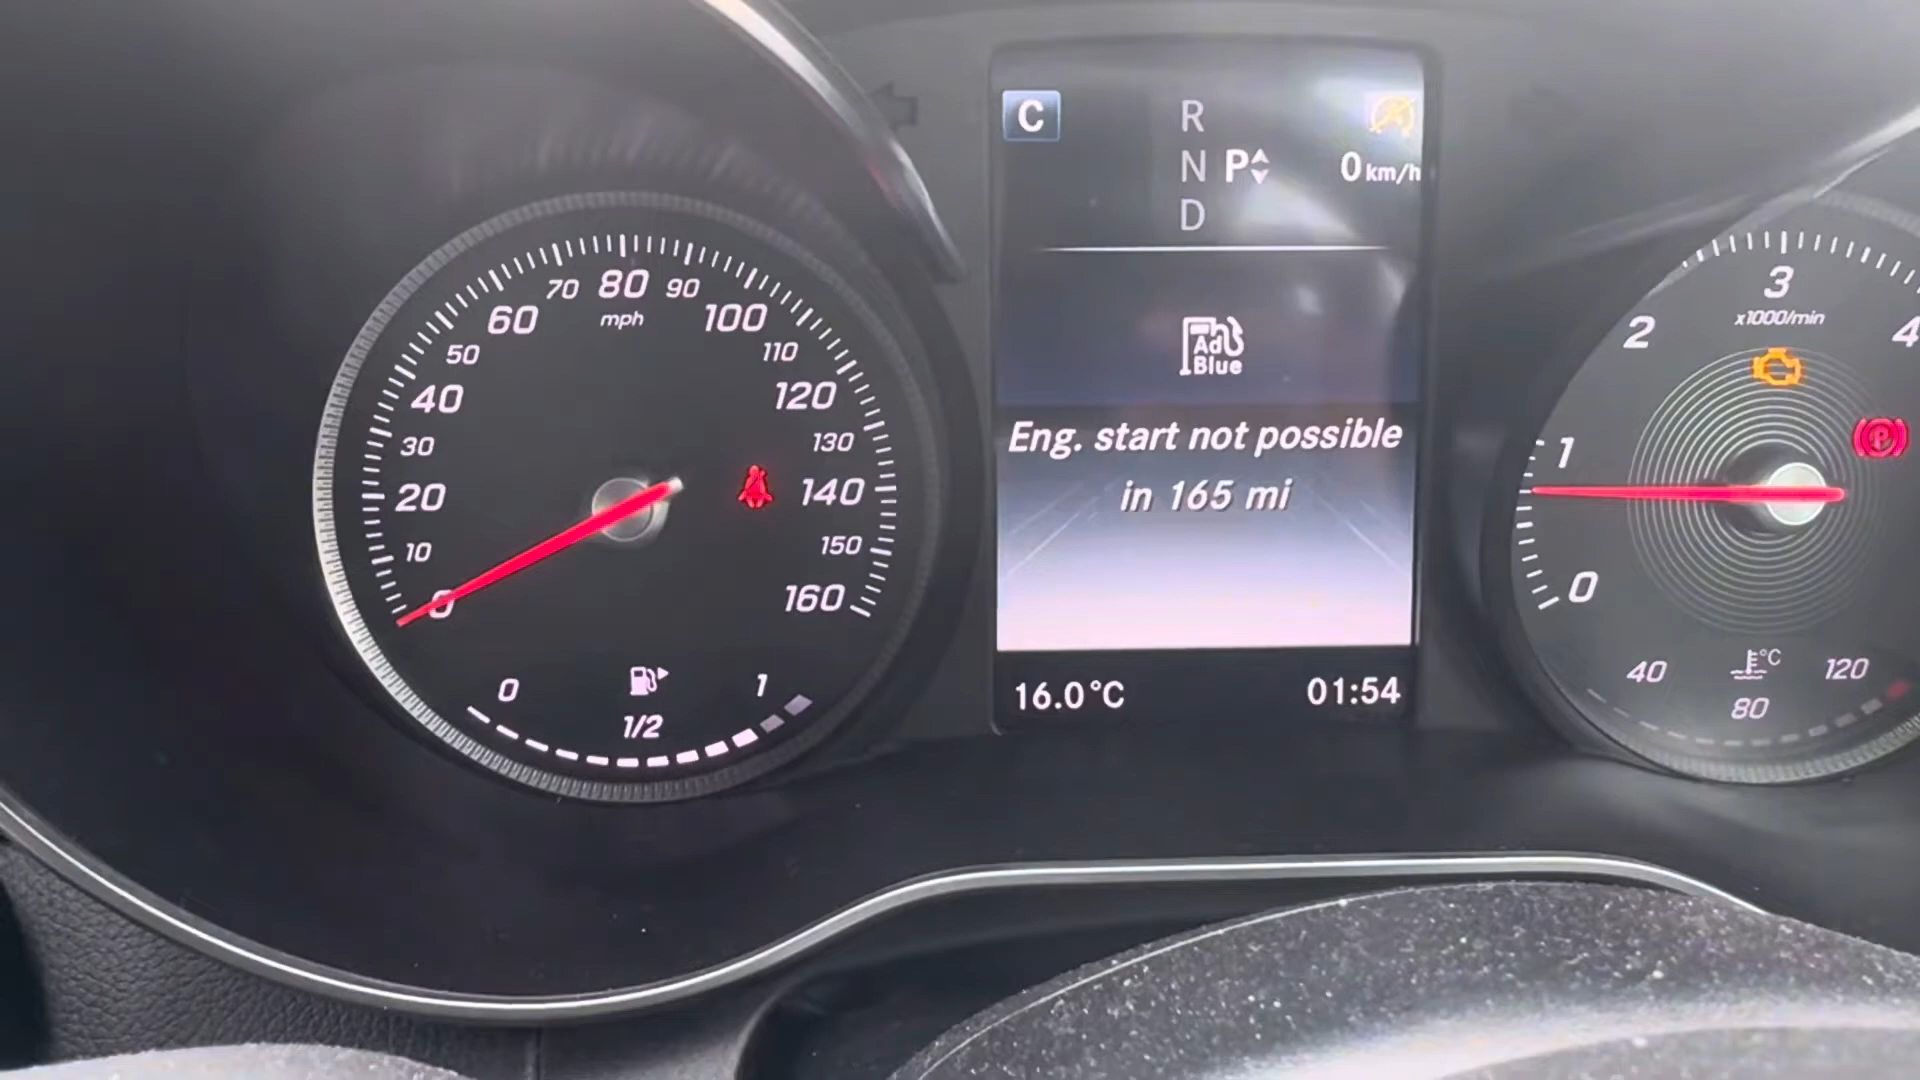 70 80 90
60 mph 100
50 110
40 120
30 130
20 140
10 150
0 160
0 1
1/2
C
R
N P 0 km/h
D
Ad
Blue
Eng. start not possible
in 165 mi
16.0°C 01:54
3
2 x1000/min 4
1 P
0
°C
40 120
80